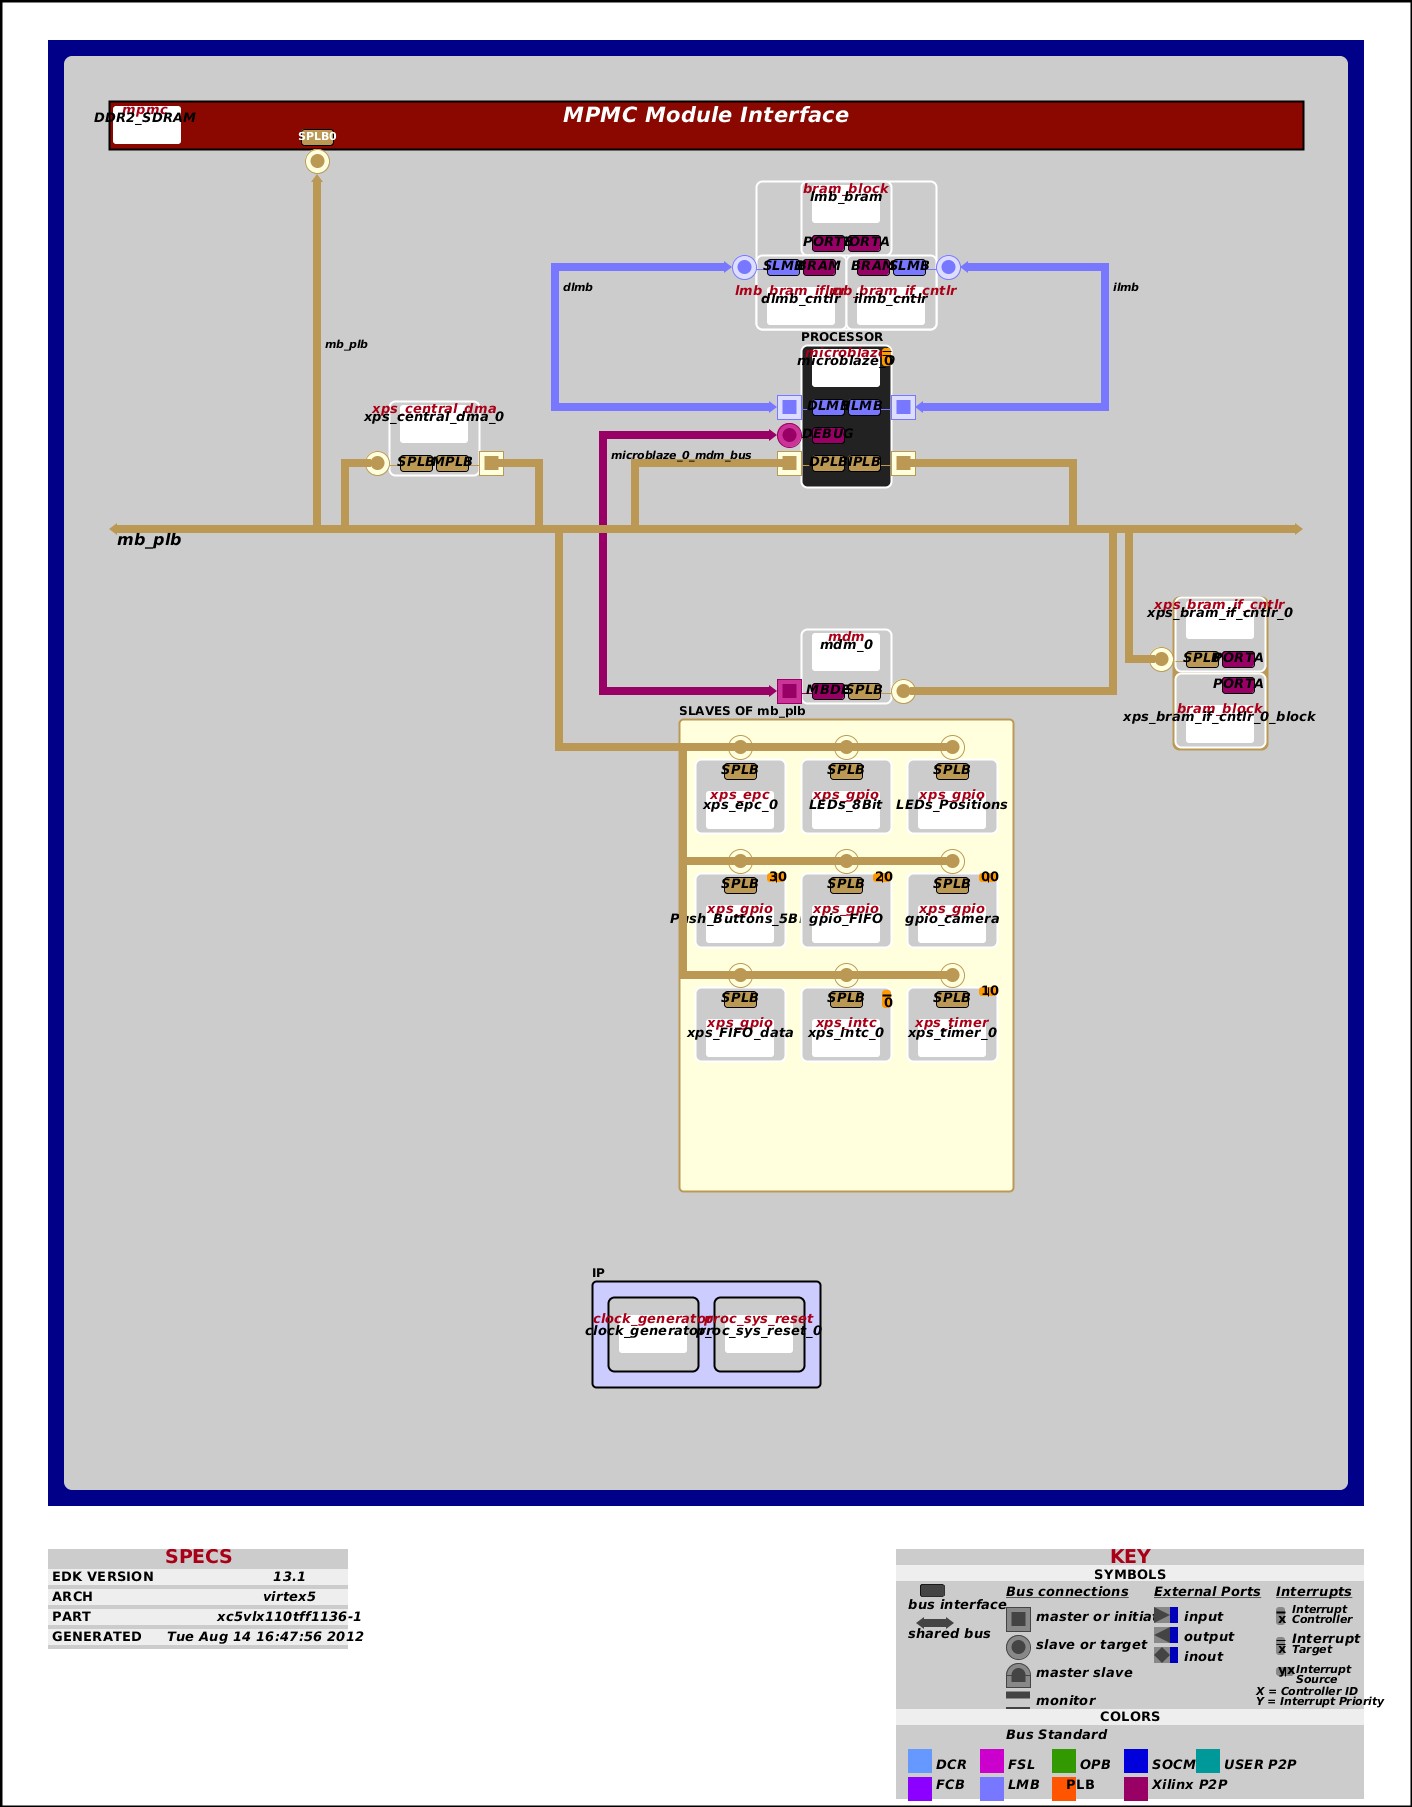 mpmc
DDR2_SDRAM
MPMC Module Interface
SPLB0
bram_block
lmb_bram
PORTB PORTA
SLMB BRAM BRAM SLMB
dlmb
ilmb
lmb_bram_if_cntlr lmb_bram_if_cntlr
dlmb_cntlr ilmb_cntlr
PROCESSOR
mb_plb
microblaze
microblaze_0
0
xps_central_dma
xps_central_dma_0
DLMB ILMB
DEBUG
microblaze_0_mdm_bus
SPLB MPLB
DPLB IPLB
mb_plb
xps_bram_if_cntlr
xps_bram_if_cntlr_0
SPLB PORTA
mdm
mdm_0
MBDEBUG SPLB
PORTA
bram_block
xps_bram_if_cntlr_0_block
SLAVES OF mb_plb
SPLB SPLB SPLB
xps_epc xps_gpio xps_gpio
xps_epc_0 LEDs_8Bit LEDs_Positions
30 20 00
SPLB SPLB SPLB
xps_gpio xps_gpio xps_gpio
Push_Buttons_5Bit gpio_FIFO gpio_camera
0 10
SPLB SPLB SPLB
xps_gpio xps_intc xps_timer
xps_FIFO_data xps_intc_0 xps_timer_0
IP
clock_generator proc_sys_reset
clock_generator_0 proc_sys_reset_0
SPECS
EDK VERSION 13.1
ARCH virtex5
PART xc5vlx110tff1136-1
GENERATED Tue Aug 14 16:47:56 2012
KEY
SYMBOLS
bus interface
shared bus
Bus connections
master or initiat
slave or target
master slave
monitor
External Ports
input
output
inout
Interrupts
x Interrupt
Controller
x Interrupt
Target
yx Interrupt
Source
X = Controller ID
Y = Interrupt Priority
COLORS
Bus Standard
DCR FSL OPB SOCM USER P2P
FCB LMB PLB Xilinx P2P